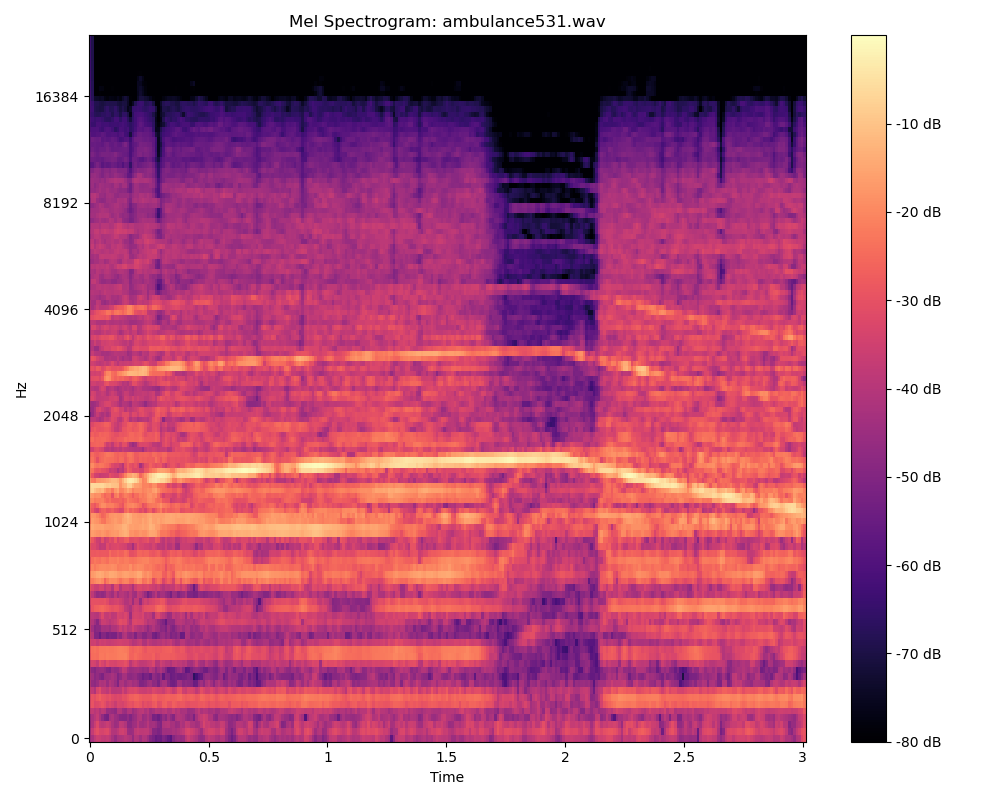 Mel Spectrogram: ambulance531.wav
16384
8192
4096
2048
1024
512
0
Hz
0
0.5
1
1.5
2
2.5
3
Time
-10 dB
-20 dB
-30 dB
-40 dB
-50 dB
-60 dB
-70 dB
-80 dB